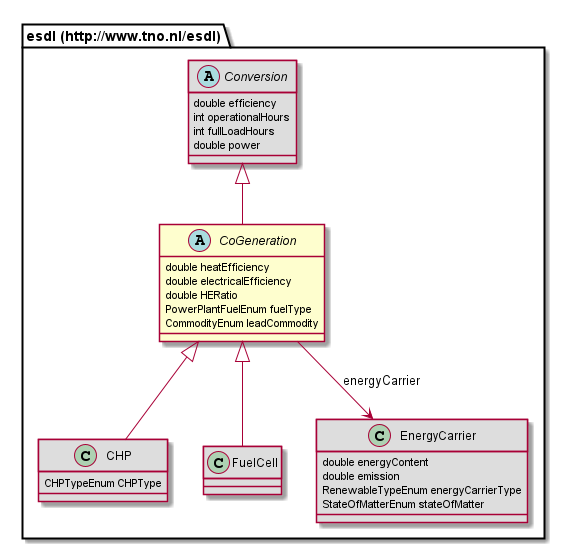 esdl (http://www.tno.nl/esdl)
A Conversion
double efficiency
int operationalHours
int fullLoadHours
double power
A CoGeneration
double heatEfficiency
double electricalEfficiency
double HERatio
PowerPlantFuelEnum fuelType
CommodityEnum leadCommodity
energyCarrier
C CHP
CHPTypeEnum CHPType
C FuelCell
C EnergyCarrier
double energyContent
double emission
RenewableTypeEnum energyCarrierType
StateOfMatterEnum stateOfMatter